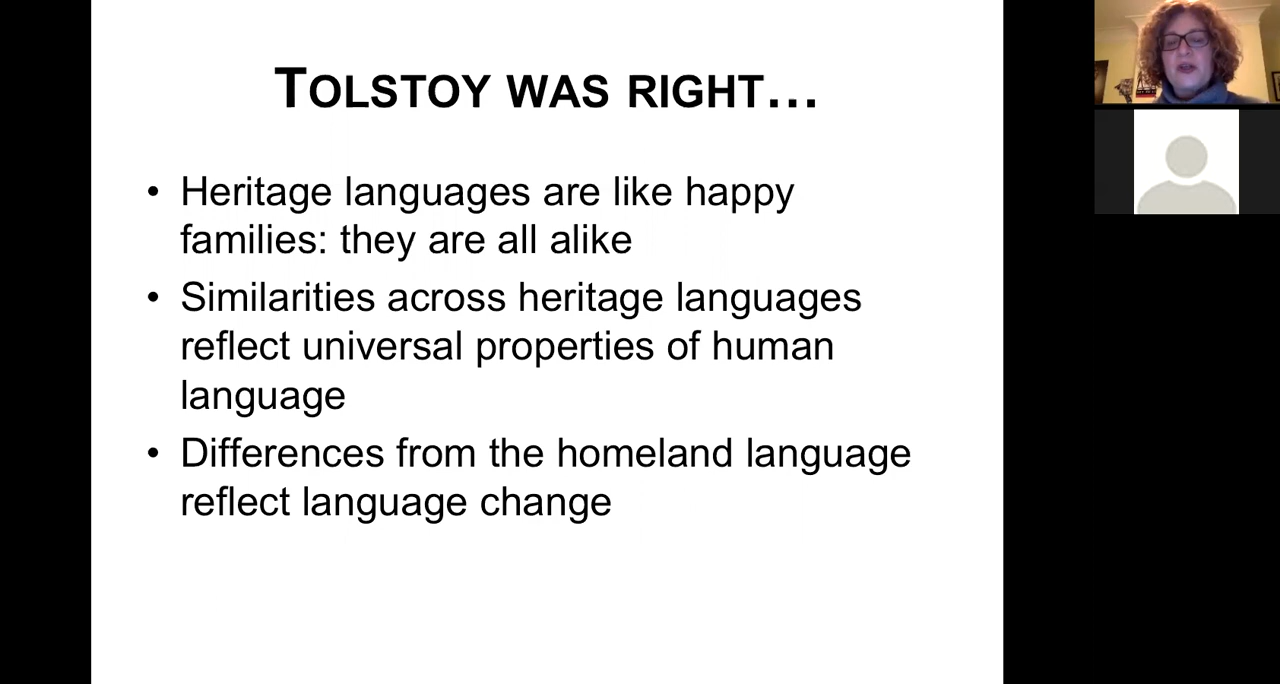 TOLSTOY WAS RIGHT...
• Heritage languages are like happy
families: they are all alike
• Similarities across heritage languages
reflect universal properties of human
language
• Differences from the homeland language
reflect language change